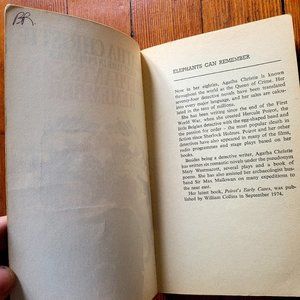 BR.
ELEPHANTS CAN REMEMBER
Now in her eighties, Agatha Christie is known
throughout the world as the Queen of Crime. Her
seventy-four detective novels have been translated
into every major language, and her sales are calcu-
lated in the tens of millions.
She has been writing since the end of the First
World War, when she created Hercule Poirot, the
little Belgian detective with the egg-shaped head and
the passion for order – the most popular sleuth in
fiction since Sherlock Holmes. Poirot and her other
detectives have also appeared in many of the films,
radio programmes and stage plays based on her
books.
Besides being a detective writer, Agatha Christie
has written six romantic novels under the pseudonym
Mary Westmacott, several plays and a book of
poems. She has also assisted her archaeologist hus-
band Sir Max Mallowan on many expeditions to
the near east.
Her latest book, Poirot's Early Cases, was pub-
lished by William Collins in September 1974.